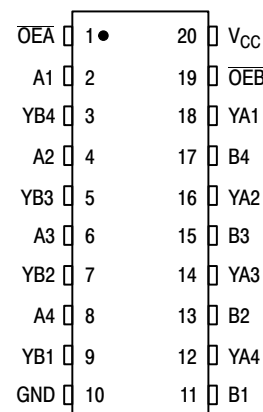 OEA 1 20 VCC
A1 2 19 OEB
YB4 3 18 YA1
A2 4 17 B4
YB3 5 16 YA2
A3 6 15 B3
YB2 7 14 YA3
A4 8 13 B2
YB1 9 12 YA4
GND 10 11 B1